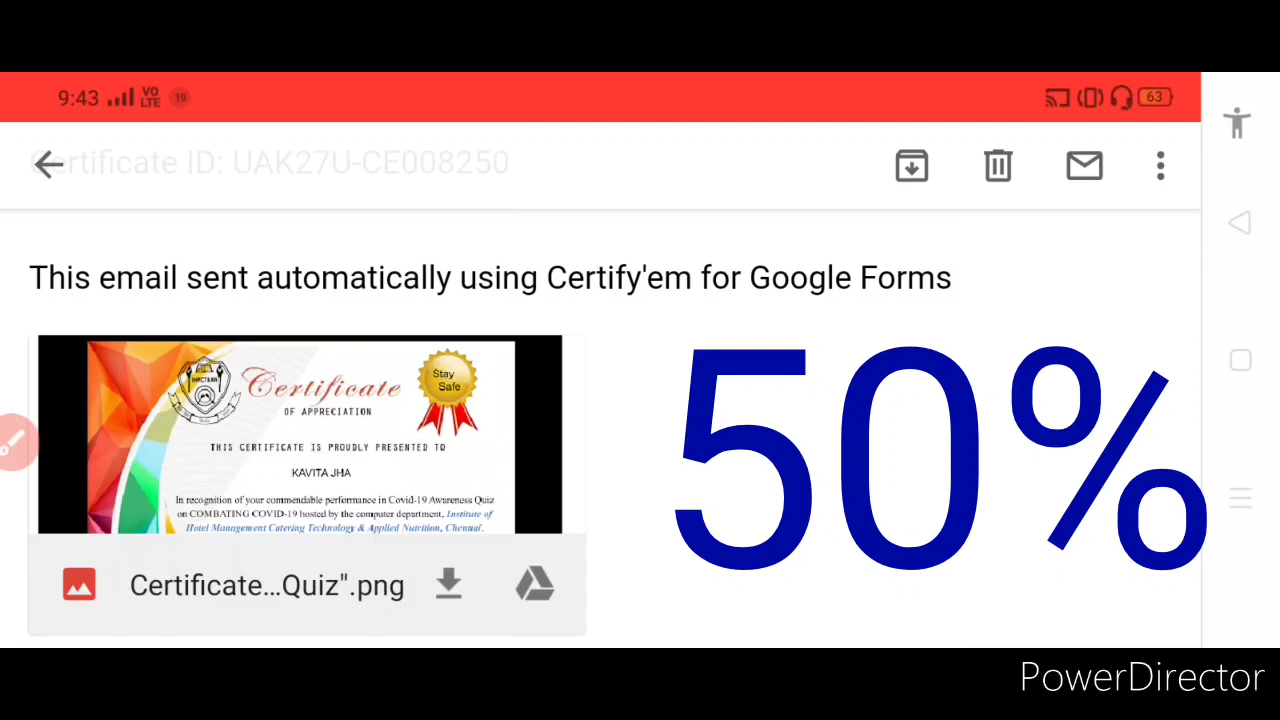 9:43 VO LTE 19 63
Certificate ID: UAK27U-CE008250
This email sent automatically using Certify'em for Google Forms
Certificate
OF APPRECIATION
Stay
Safe
THIS CERTIFICATE IS PROUDLY PRESENTED TO
KAVITA JHA
In recognition of your commendable performance in Covid-19 Awareness Quiz
on COMBATING COVID-19 hosted by the computer department, Institute of
Hotel Management Catering Technology & Applied Nutrition, Chennai.
50%
Certificate...Quiz".png
PowerDirector